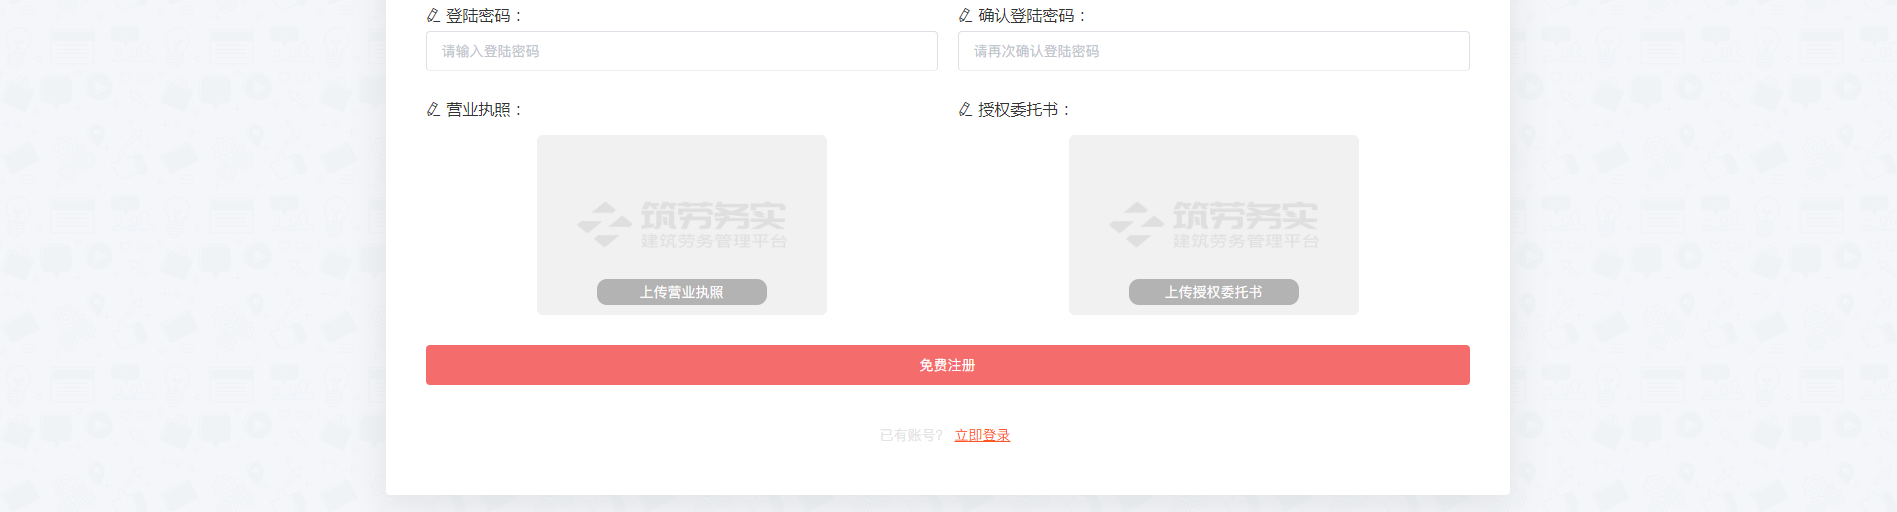 登陆密码：
确认登陆密码：
请输入登陆密码
请再次确认登陆密码
营业执照：
授权委托书：
筑劳务实
建筑劳务管理平台
上传营业执照
筑劳务实
建筑劳务管理平台
上传授权委托书
免费注册
已有账号？ 立即登录